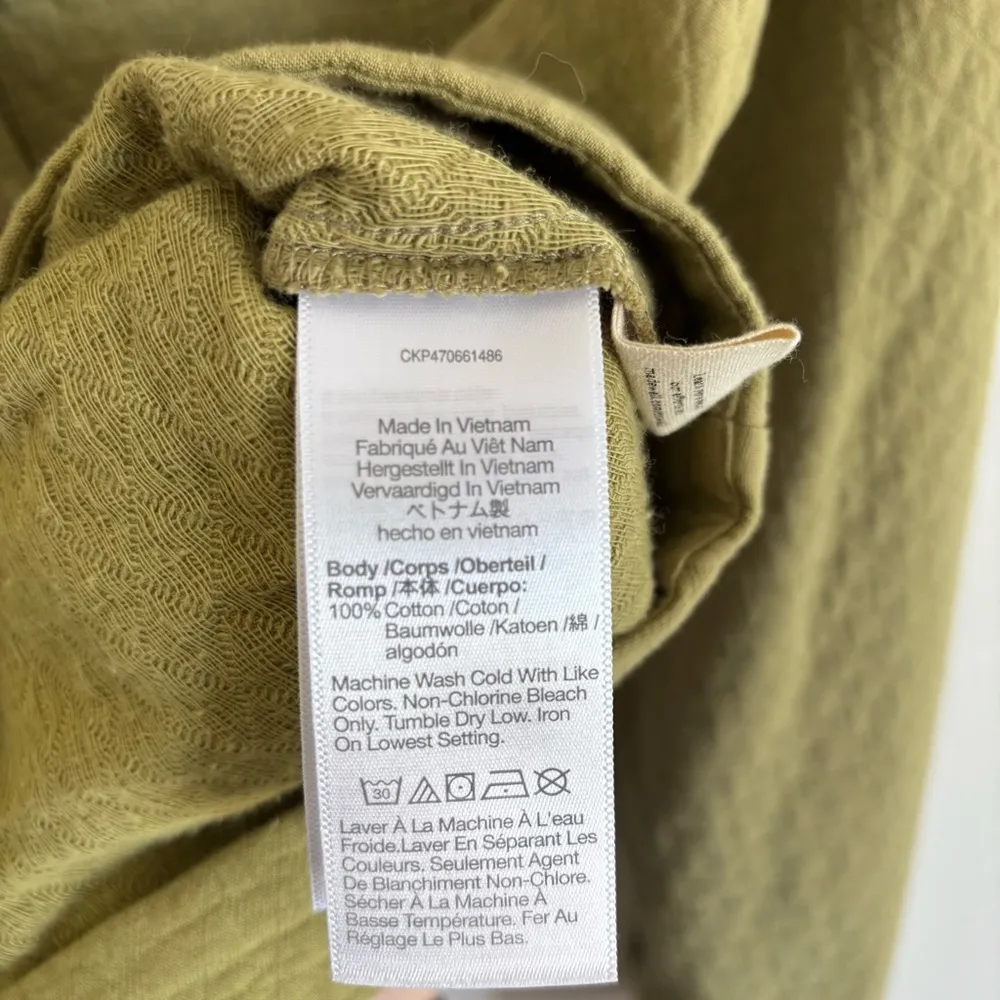 CKP470661486
Made In Vietnam
Fabriqué Au Viêt Nam
Hergestellt In Vietnam
Vervaardigd In Vietnam
ベトナム製
hecho en vietnam
Body /Corps /Oberteil /
Romp /本体 /Cuerpo:
100% Cotton /Coton /
Baumwolle /Katoen /綿 /
algodón
Machine Wash Cold With Like
Colors. Non-Chlorine Bleach
Only. Tumble Dry Low. Iron
On Lowest Setting.
30
Laver À La Machine À L'eau
Froide.Laver En Séparant Les
Couleurs. Seulement Agent
De Blanchiment Non-Chlore.
Sécher À La Machine À
Basse Température. Fer Au
Réglage Le Plus Bas.